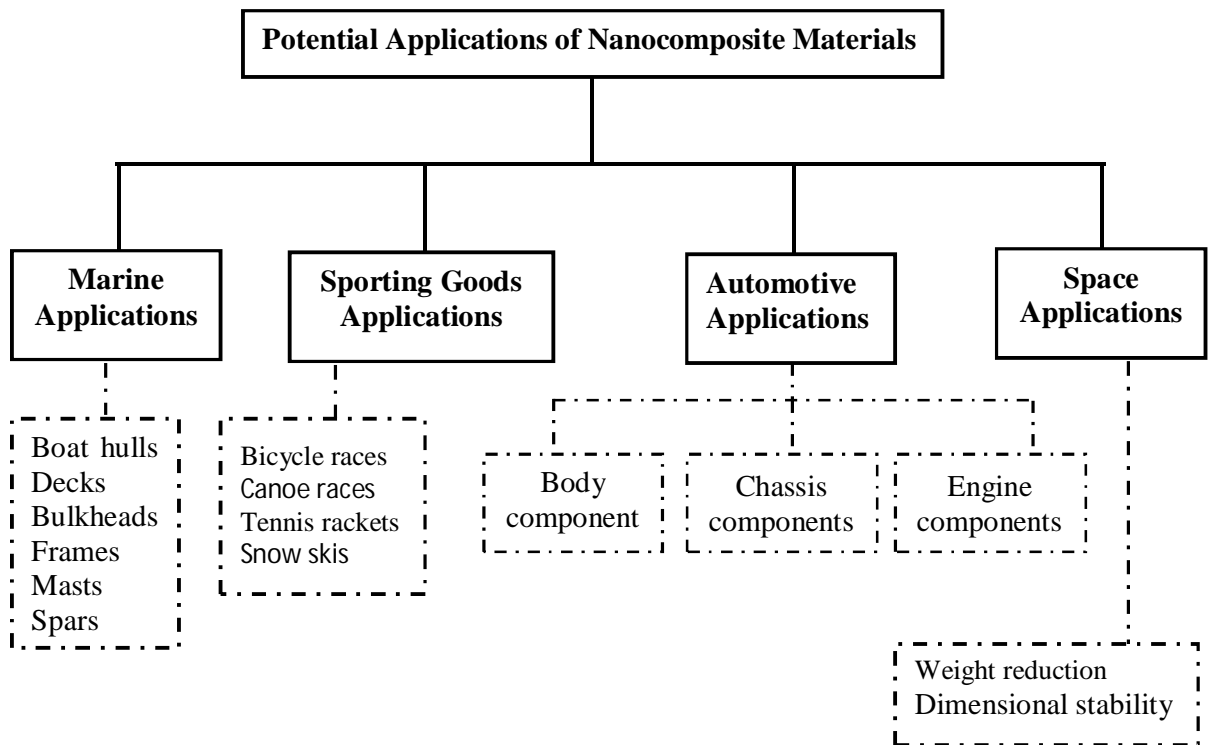 Potential Applications of Nanocomposite Materials
Marine
Applications
Sporting Goods
Applications
Automotive
Applications
Space
Applications
Boat hulls
Decks
Bulkheads
Frames
Masts
Spars
Bicycle races
Canoe races
Tennis rackets
Snow skis
Body
component
Chassis
components
Engine
components
Weight reduction
Dimensional stability